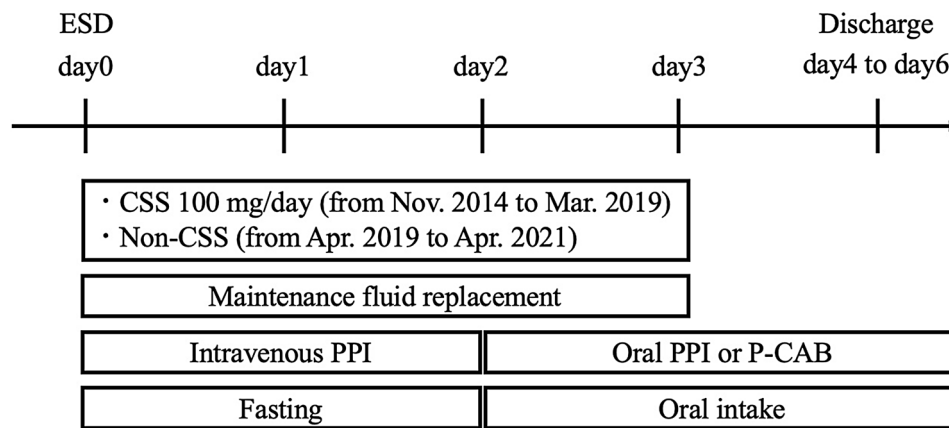 ESD Discharge
day0 day1 day2 day3 day4 to day6
・CSS 100 mg/day (from Nov. 2014 to Mar. 2019)
・Non-CSS (from Apr. 2019 to Apr. 2021)
Maintenance fluid replacement
Intravenous PPI Oral PPI or P-CAB
Fasting Oral intake